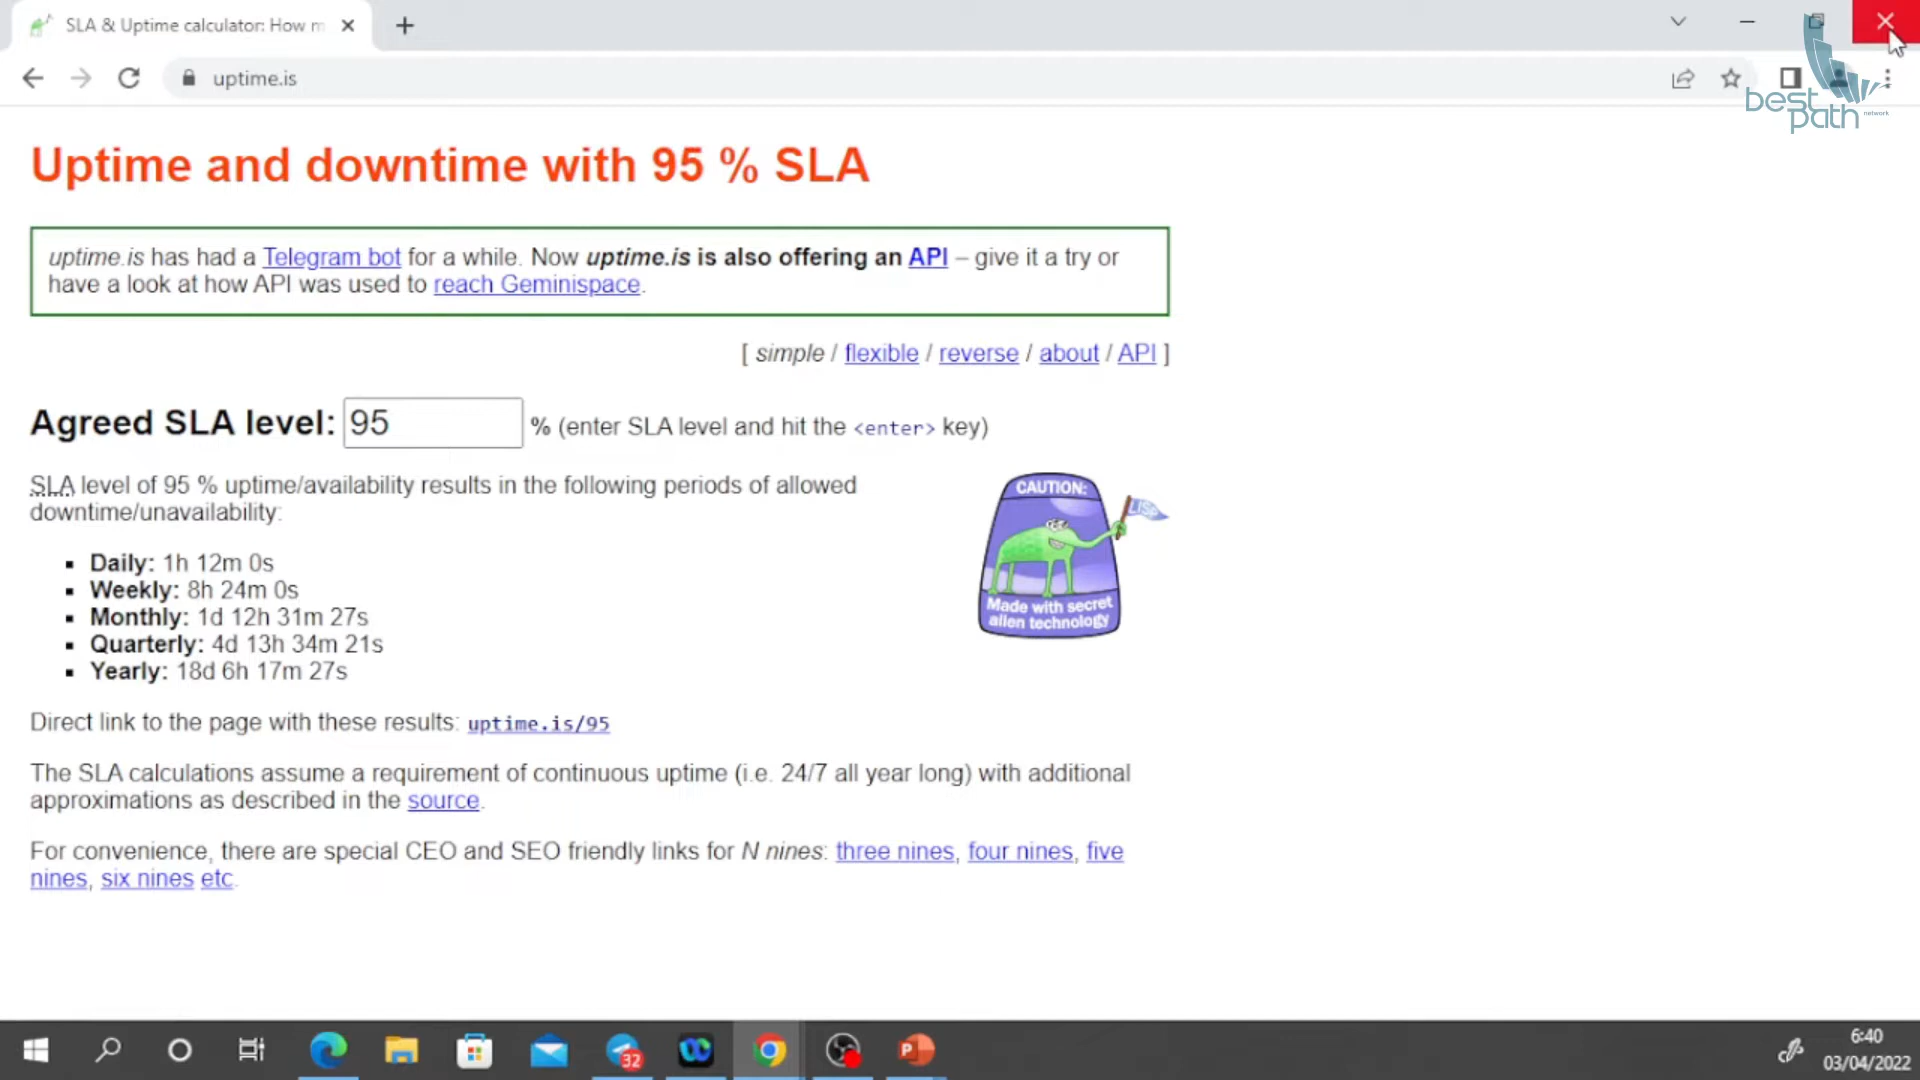 SLA & Uptime calculator: How m
uptime.is
best
path network
Uptime and downtime with 95 % SLA
uptime.is has had a Telegram bot for a while. Now uptime.is is also offering an API – give it a try or
have a look at how API was used to reach Geminispace.
[ simple / flexible / reverse / about / API ]
Agreed SLA level: 95 % (enter SLA level and hit the <enter> key)
SLA level of 95 % uptime/availability results in the following periods of allowed
downtime/unavailability:
CAUTION:
LISP
Made with secret
alien technology
▪ Daily: 1h 12m 0s
▪ Weekly: 8h 24m 0s
▪ Monthly: 1d 12h 31m 27s
▪ Quarterly: 4d 13h 34m 21s
▪ Yearly: 18d 6h 17m 27s
Direct link to the page with these results: uptime.is/95
The SLA calculations assume a requirement of continuous uptime (i.e. 24/7 all year long) with additional
approximations as described in the source.
For convenience, there are special CEO and SEO friendly links for N nines: three nines, four nines, five
nines, six nines etc.
32
P
6:40
03/04/2022